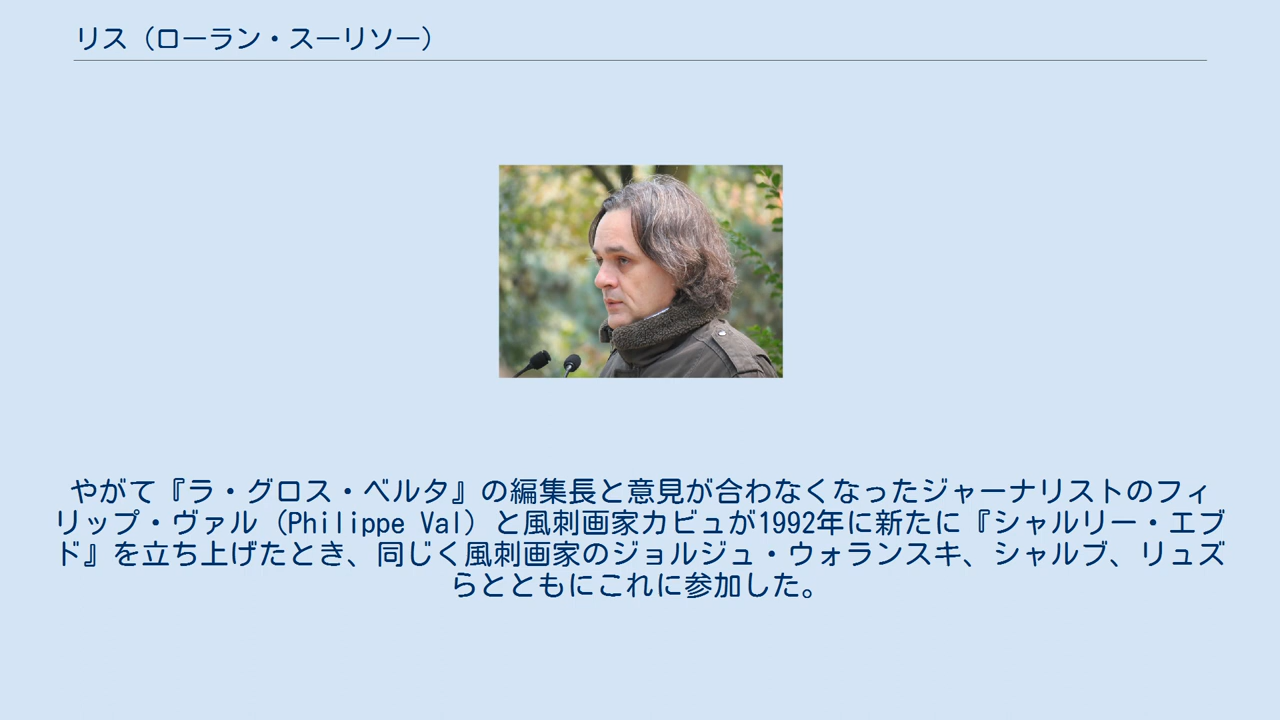 リス（ローラン・スーリソー）
やがて『ラ・グロス・ベルタ』の編集長と意見が合わなくなったジャーナリストのフィ
リップ・ヴァル（Philippe Val）と風刺画家カビュが1992年に新たに『シャルリー・エブ
ド』を立ち上げたとき、同じく風刺画家のジョルジュ・ウォランスキ、シャルブ、リュズ
らとともにこれに参加した。